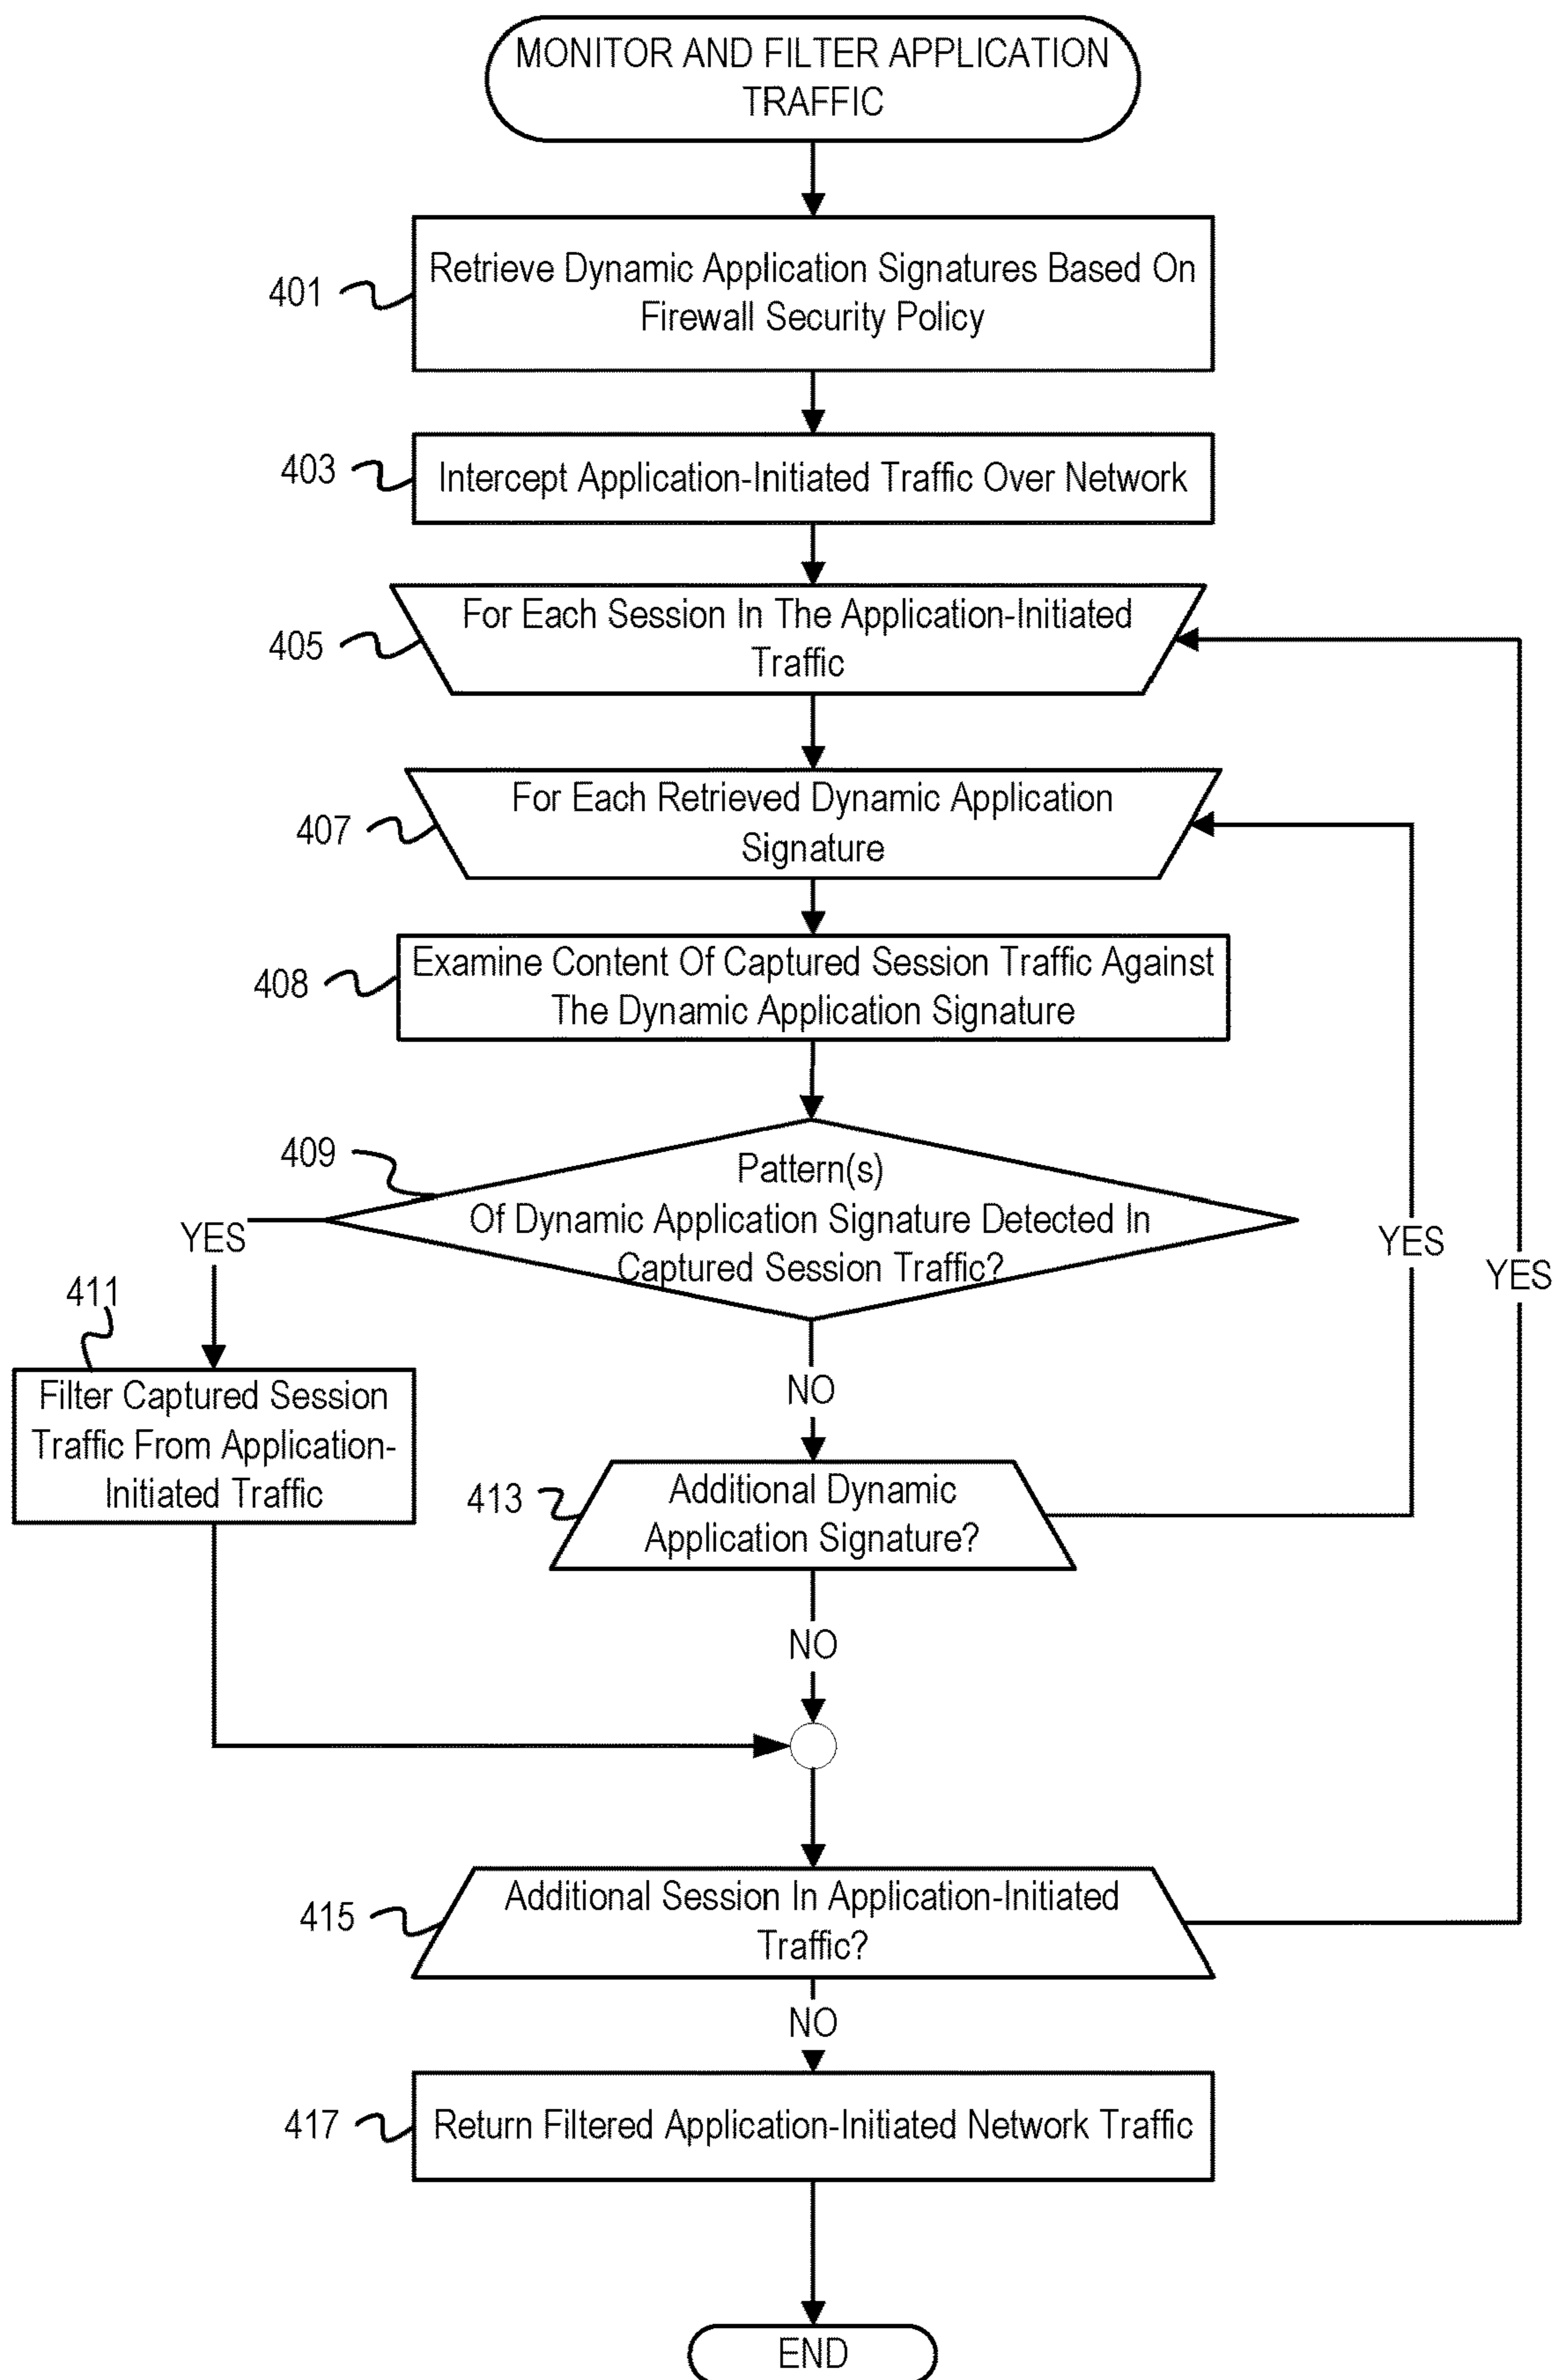 MONITOR AND FILTER APPLICATION
TRAFFIC
401
Retrieve Dynamic Application Signatures Based On
Firewall Security Policy
403
Intercept Application-Initiated Traffic Over Network
405
For Each Session In The Application-Initiated
Traffic
407
For Each Retrieved Dynamic Application
Signature
408
Examine Content Of Captured Session Traffic Against
The Dynamic Application Signature
409
Pattern(s)
Of Dynamic Application Signature Detected In
Captured Session Traffic?
YES
YES
YES
411
Filter Captured Session
Traffic From Application-
Initiated Traffic
NO
413
Additional Dynamic
Application Signature?
NO
415
Additional Session In Application-Initiated
Traffic?
NO
417
Return Filtered Application-Initiated Network Traffic
END